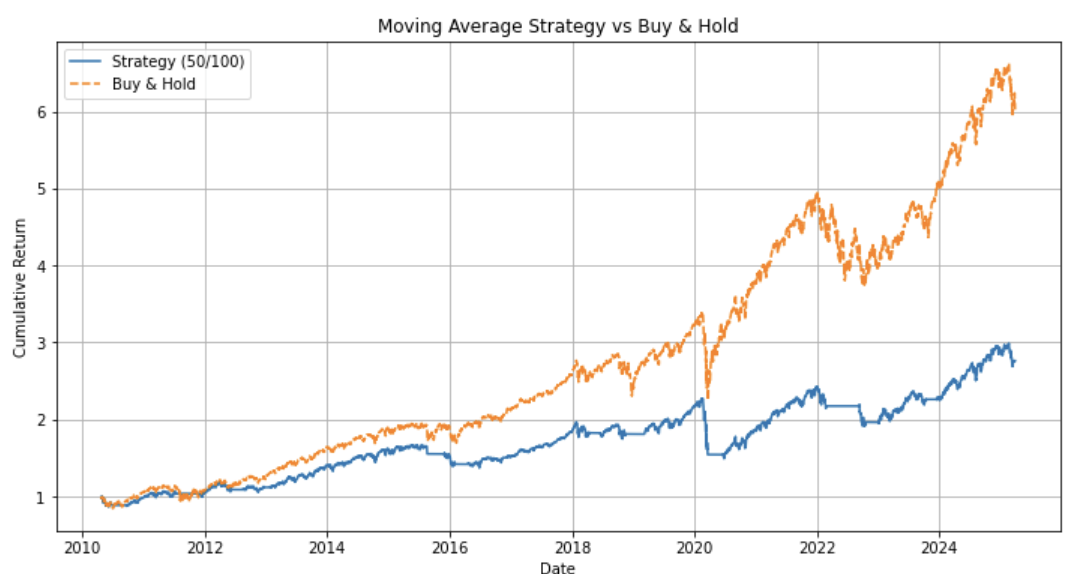 Moving Average Strategy vs Buy & Hold
Strategy (50/100)
Buy & Hold
Cumulative Return
6
5
4
3
2
1
2010 2012 2014 2016 2018 2020 2022 2024
Date